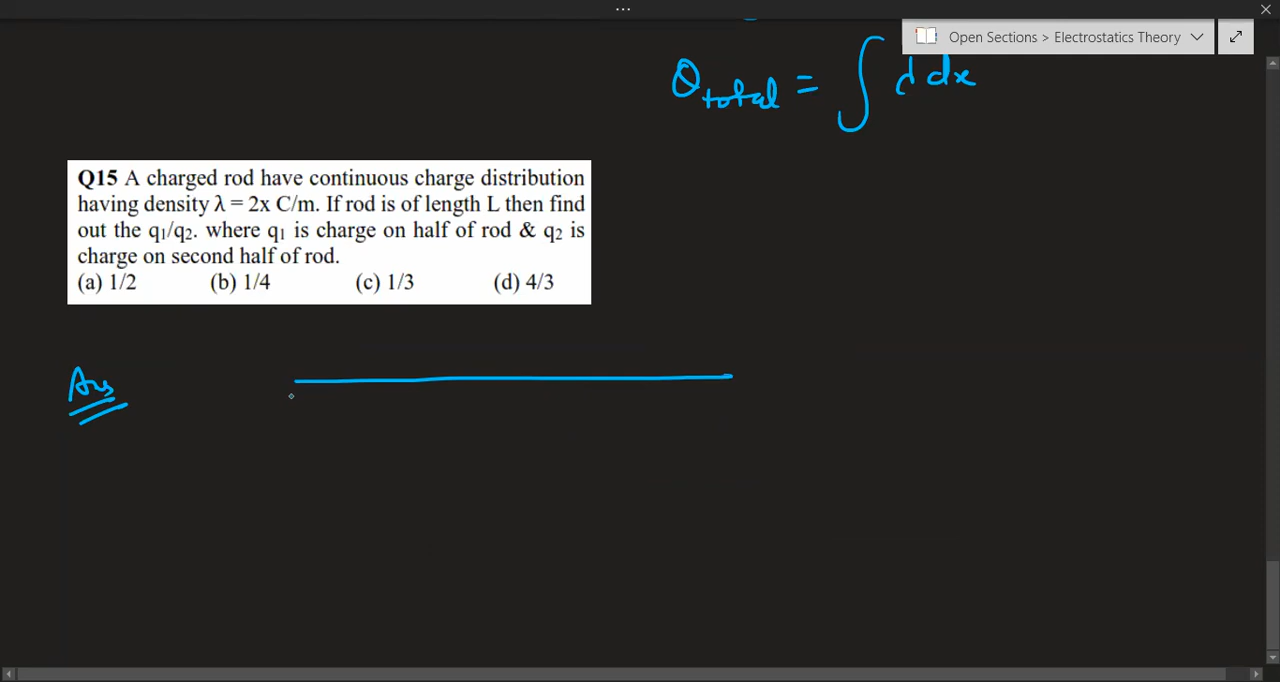 Open Sections > Electrostatics Theory
Q total = ∫ λ dx
Q15 A charged rod have continuous charge distribution
having density λ = 2x C/m. If rod is of length L then find
out the q₁/q₂. where q₁ is charge on half of rod & q₂ is
charge on second half of rod.
(a) 1/2 (b) 1/4 (c) 1/3 (d) 4/3
Ans